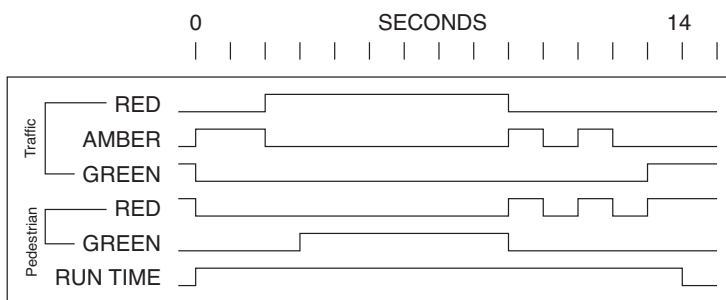 0 SECONDS 14
Traffic
RED
AMBER
GREEN
Pedestrian
RED
GREEN
RUN TIME